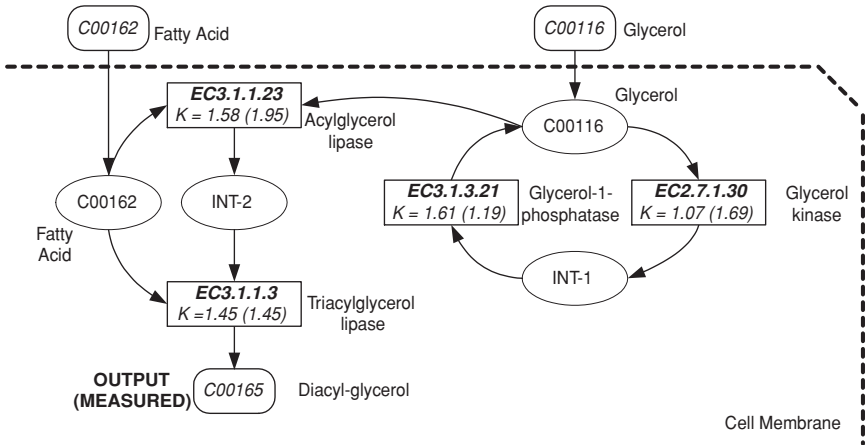 C00162 Fatty Acid
C00116 Glycerol
EC3.1.1.23
K = 1.58 (1.95)
Acylglycerol
lipase
Glycerol
C00116
C00162
Fatty
Acid
INT-2
EC3.1.3.21
K = 1.61 (1.19)
Glycerol-1-
phosphatase
EC2.7.1.30
K = 1.07 (1.69)
Glycerol
kinase
INT-1
EC3.1.1.3
K =1.45 (1.45)
Triacylglycerol
lipase
OUTPUT
(MEASURED)
C00165
Diacyl-glycerol
Cell Membrane